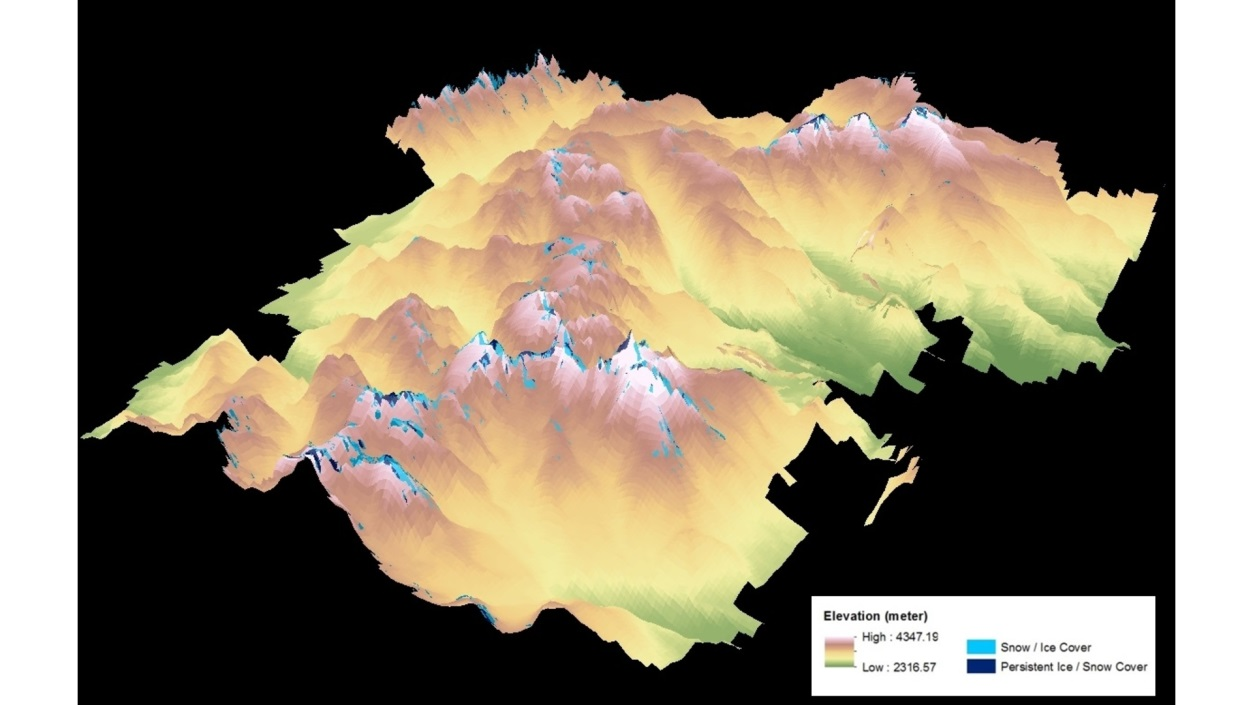 Elevation (meter)
High : 4347.19
Low : 2316.57
Snow / Ice Cover
Persistent Ice / Snow Cover